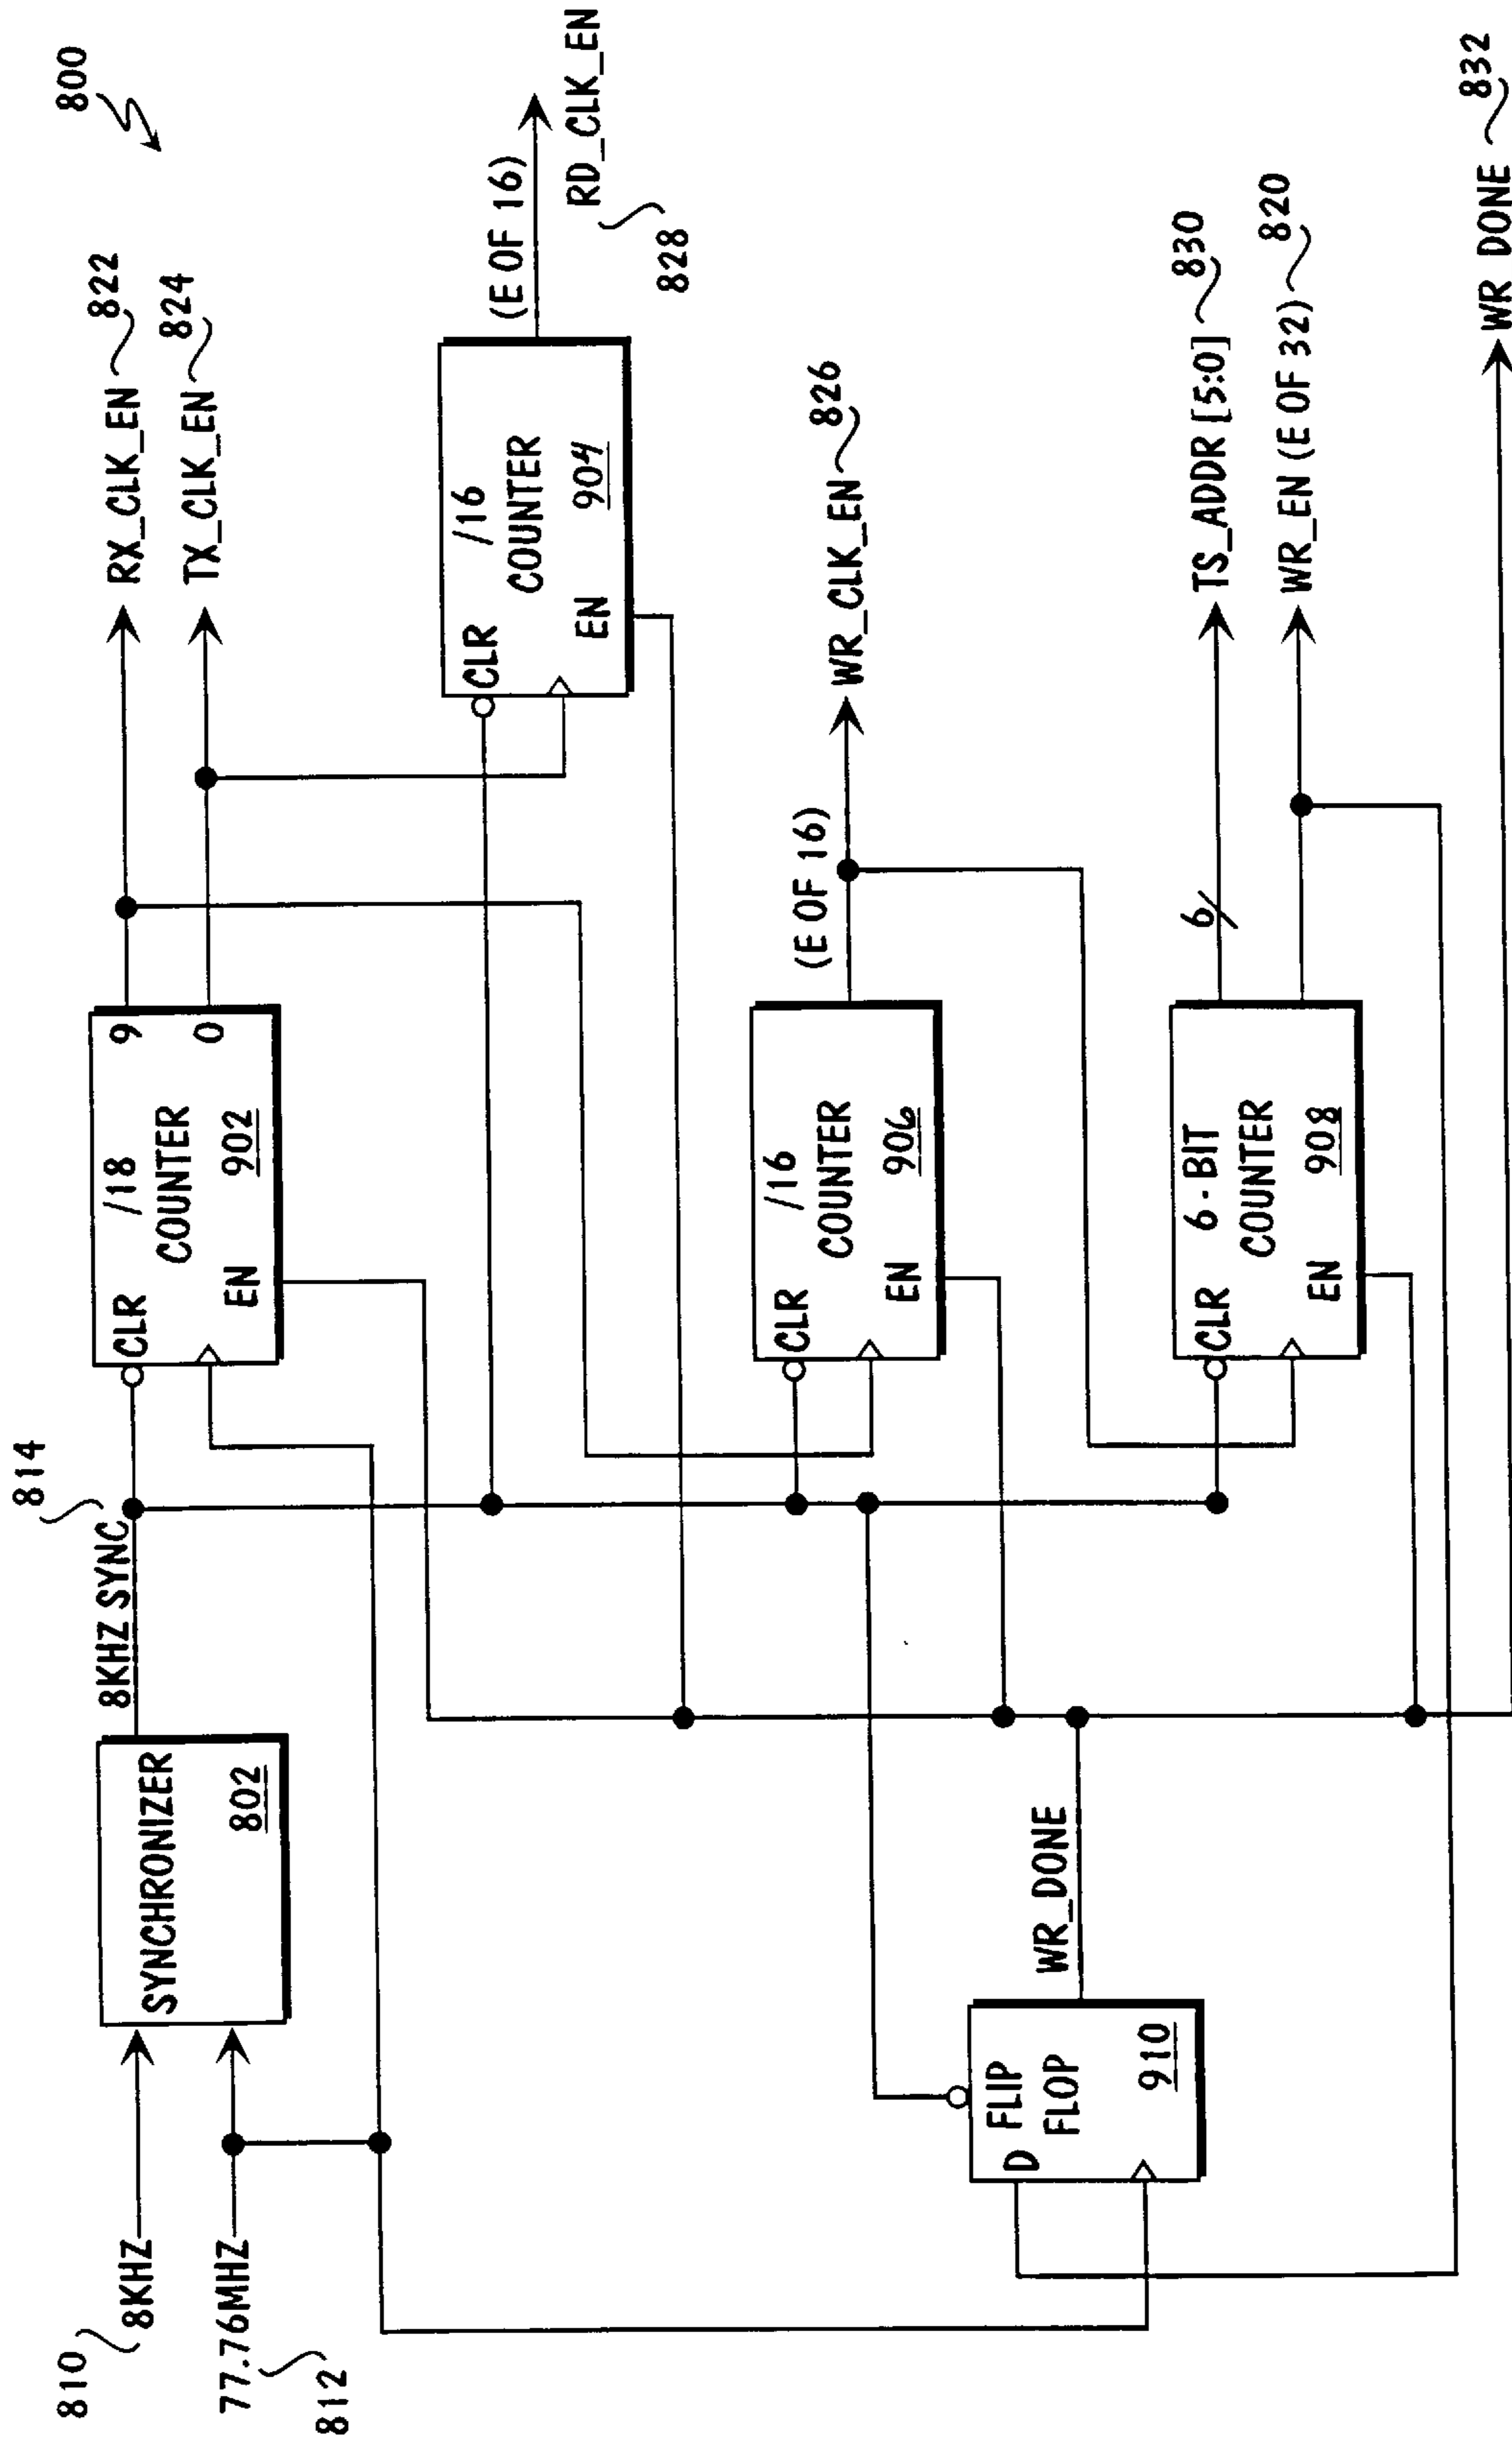 800
810
8KHZ
77.76MHZ
812
SYNCHRONIZER
802
8KHZ SYNC
814
CLR
/18
COUNTER
902
EN
9
0
RX_CLK_EN
822
TX_CLK_EN
824
CLR
/16
COUNTER
904
EN
(E OF 16)
RD_CLK_EN
828
CLR
/16
COUNTER
906
EN
(E OF 16)
WR_CLK_EN
826
D
FLIP
FLOP
910
WR_DONE
CLR
6-BIT
COUNTER
908
EN
6
TS_ADDR [5:0]
830
WR_EN (E OF 32)
820
WR DONE
832